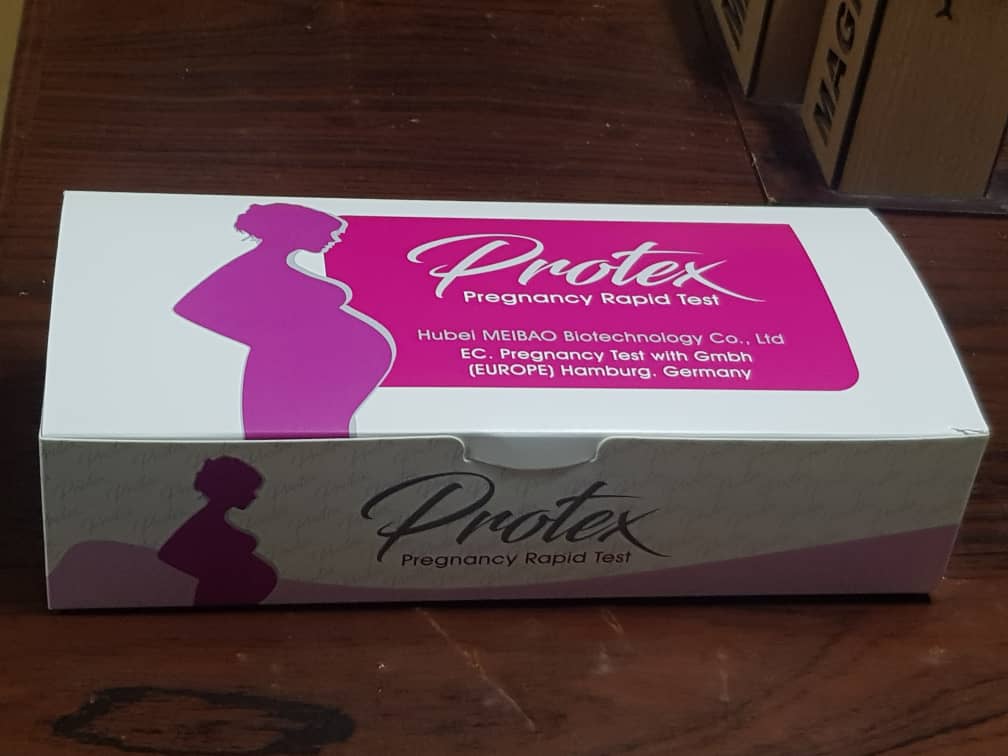 MAG
Protex
Pregnancy Rapid Test
Hubei MEIBAO Biotechnology Co., Ltd
EC. Pregnancy Test with Gmbh
(EUROPE) Hamburg. Germany
Protex
Pregnancy Rapid Test